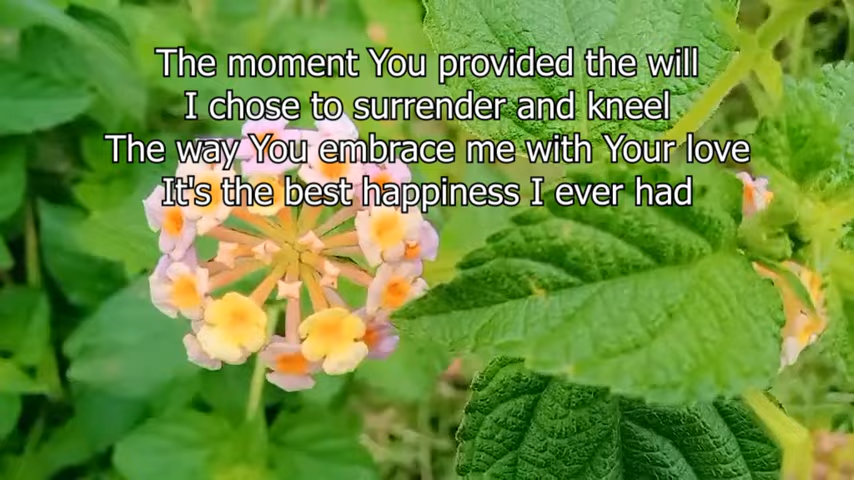 The moment You provided the will
I chose to surrender and kneel
The way You embrace me with Your love
It's the best happiness I ever had